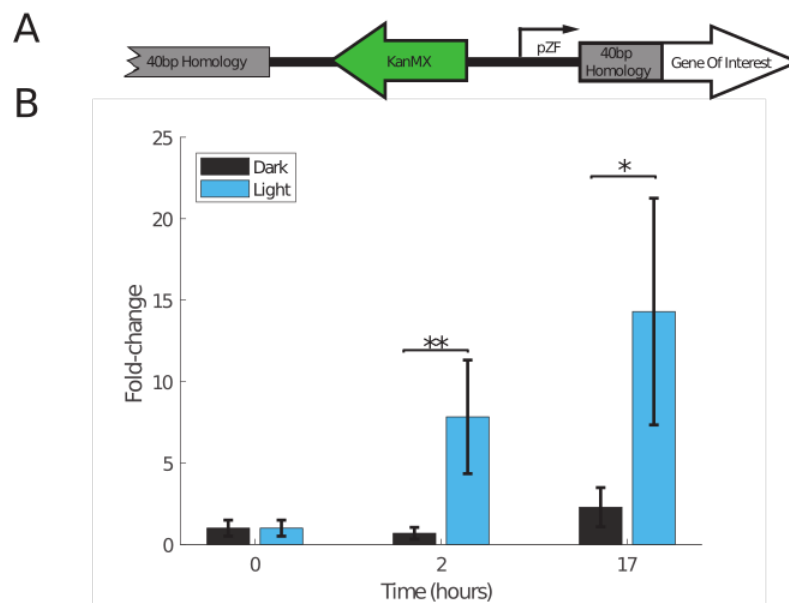 A
40bp Homology
KanMX
pZF
40bp
Homology
Gene Of Interest
B
25
20
15
10
5
0
Fold-change
Dark
Light
**
*
0
2
17
Time (hours)